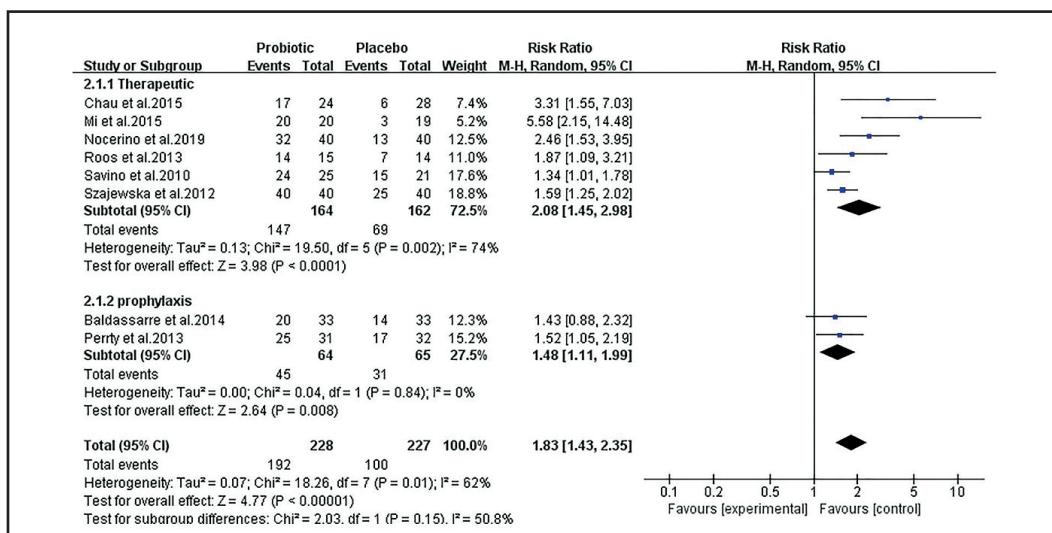 Probiotic Placebo Risk Ratio Risk Ratio
Study or Subgroup Events Total Events Total Weight M-H, Random, 95% CI M-H, Random, 95% CI
2.1.1 Therapeutic
Chau et al.2015 17 24 6 28 7.4% 3.31 [1.55, 7.03]
Mi et al.2015 20 20 3 19 5.2% 5.58 [2.15, 14.48]
Nocerino et al.2019 32 40 13 40 12.5% 2.46 [1.53, 3.95]
Roos et al.2013 14 15 7 14 11.0% 1.87 [1.09, 3.21]
Savino et al.2010 24 25 15 21 17.6% 1.34 [1.01, 1.78]
Szajewska et al.2012 40 40 25 40 18.8% 1.59 [1.25, 2.02]
Subtotal (95% CI) 164 162 72.5% 2.08 [1.45, 2.98]
Total events 147 69
Heterogeneity: Tau² = 0.13; Chi² = 19.50, df = 5 (P = 0.002); I² = 74%
Test for overall effect: Z = 3.98 (P < 0.0001)
2.1.2 prophylaxis
Baldassarre et al.2014 20 33 14 33 12.3% 1.43 [0.88, 2.32]
Perrty et al.2013 25 31 17 32 15.2% 1.52 [1.05, 2.19]
Subtotal (95% CI) 64 65 27.5% 1.48 [1.11, 1.99]
Total events 45 31
Heterogeneity: Tau² = 0.00; Chi² = 0.04, df = 1 (P = 0.84); I² = 0%
Test for overall effect: Z = 2.64 (P = 0.008)
Total (95% CI) 228 227 100.0% 1.83 [1.43, 2.35]
Total events 192 100
Heterogeneity: Tau² = 0.07; Chi² = 18.26, df = 7 (P = 0.01); I² = 62%
Test for overall effect: Z = 4.77 (P < 0.00001)
Test for subgroup differences: Chi² = 2.03, df = 1 (P = 0.15), I² = 50.8%
0.1 0.2 0.5 1 2 5 10
Favours [experimental] Favours [control]